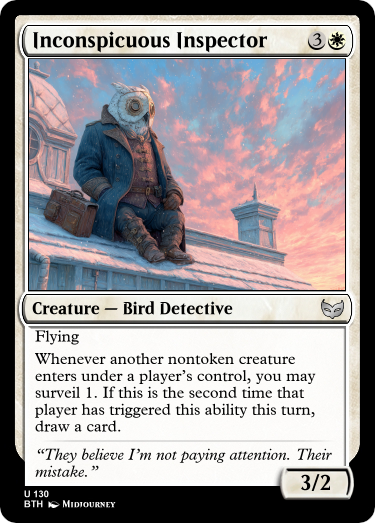 Inconspicuous Inspector 3
Creature — Bird Detective
Flying
Whenever another nontoken creature
enters under a player's control, you may
surveil 1. If this is the second time that
player has triggered this ability this turn,
draw a card.
“They believe I'm not paying attention. Their
mistake.”
3/2
U 130
BTH Midjourney